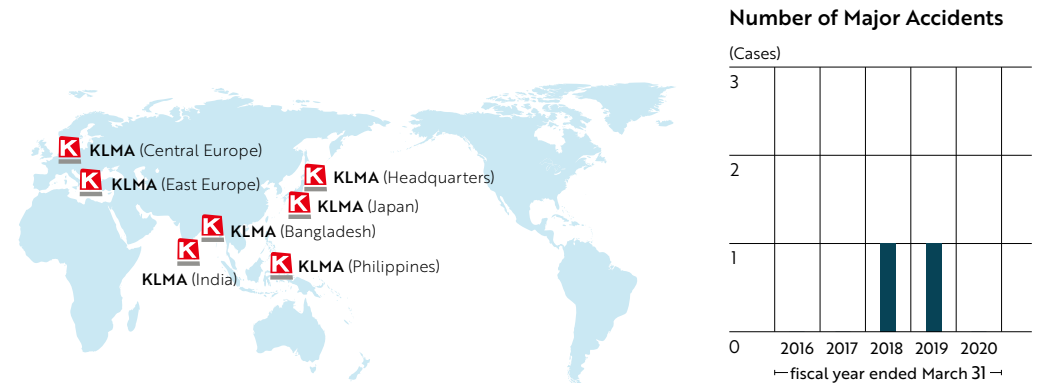 K KLMA (Central Europe)
K KLMA (East Europe)
K KLMA (Headquarters)
K KLMA (Japan)
K KLMA (Bangladesh)
K
KLMA (India)
K KLMA (Philippines)
Number of Major Accidents
(Cases)
3
2
1
0
2016 2017 2018 2019 2020
fiscal year ended March 31